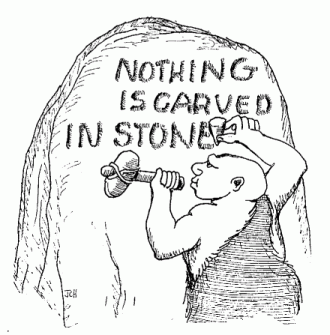 NOTHING
IS CARVED
IN STONE
JRH